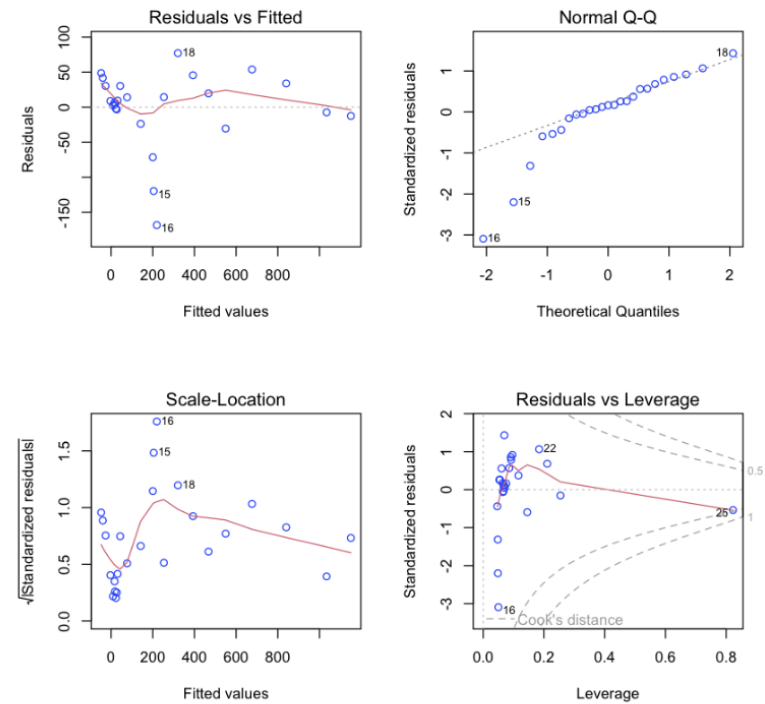 Residuals vs Fitted
Residuals
100
50
0
-50
-150
18
15
16
0 200 400 600 800
Fitted values
Normal Q-Q
Standardized residuals
1
0
-1
-2
-3
18
15
16
-2 -1 0 1 2
Theoretical Quantiles
Scale-Location
√|Standardized residuals|
1.5
1.0
0.5
0.0
16
15
18
0 200 400 600 800
Fitted values
Residuals vs Leverage
Standardized residuals
2
1
0
-1
-2
-3
22
25
16
0.5
1
Cook's distance
0.0 0.2 0.4 0.6 0.8
Leverage